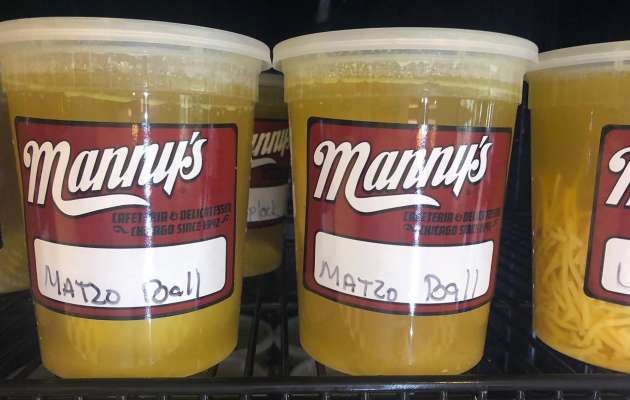 Manny's
CAFETERIA & DELICATESSEN
CHICAGO SINCE 1942
MATZO Ball
Manny's
CAFETERIA & DELICATESSEN
CHICAGO SINCE 1942
MATZO Ball